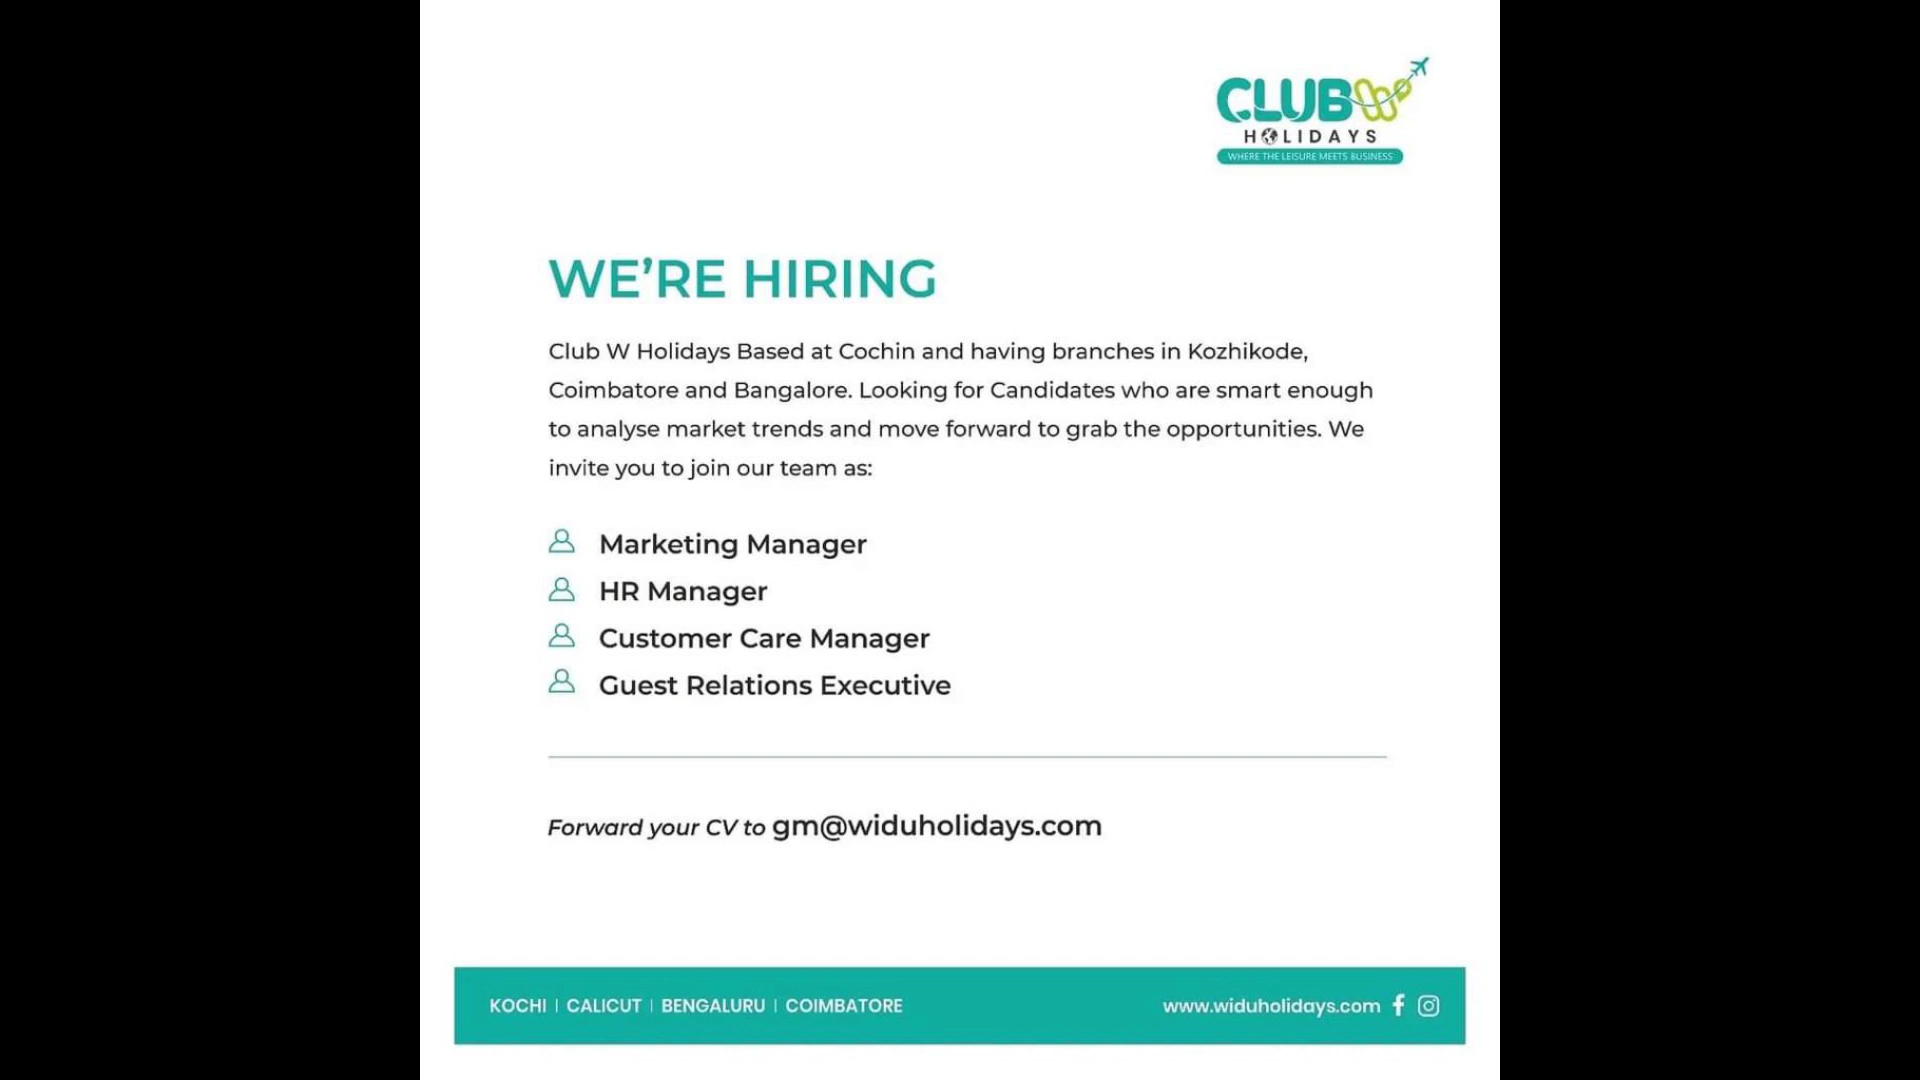 CLUBW
HOLIDAYS
WHERE THE LEISURE MEETS BUSINESS
WE'RE HIRING
Club W Holidays Based at Cochin and having branches in Kozhikode,
Coimbatore and Bangalore. Looking for Candidates who are smart enough
to analyse market trends and move forward to grab the opportunities. We
invite you to join our team as:
Marketing Manager
HR Manager
Customer Care Manager
Guest Relations Executive
Forward your CV to gm@widuholidays.com
KOCHI | CALICUT | BENGALURU | COIMBATORE www.widuholidays.com